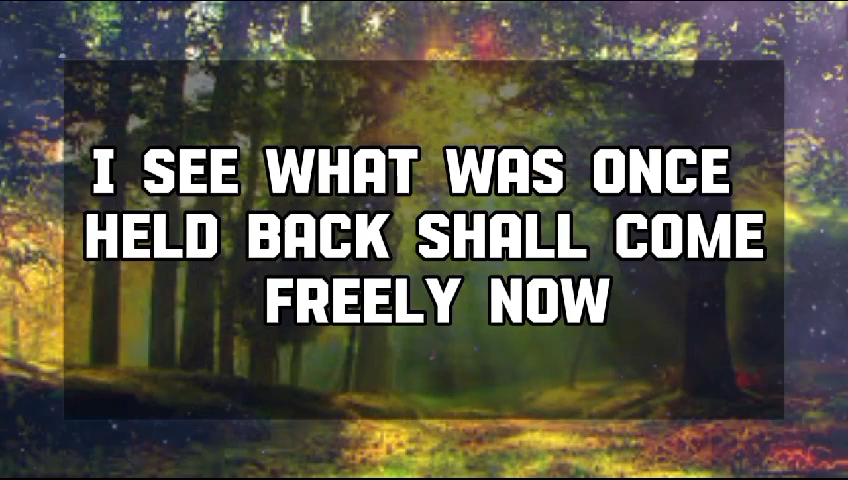 I SEE WHAT WAS ONCE
HELD BACK SHALL COME
FREELY NOW